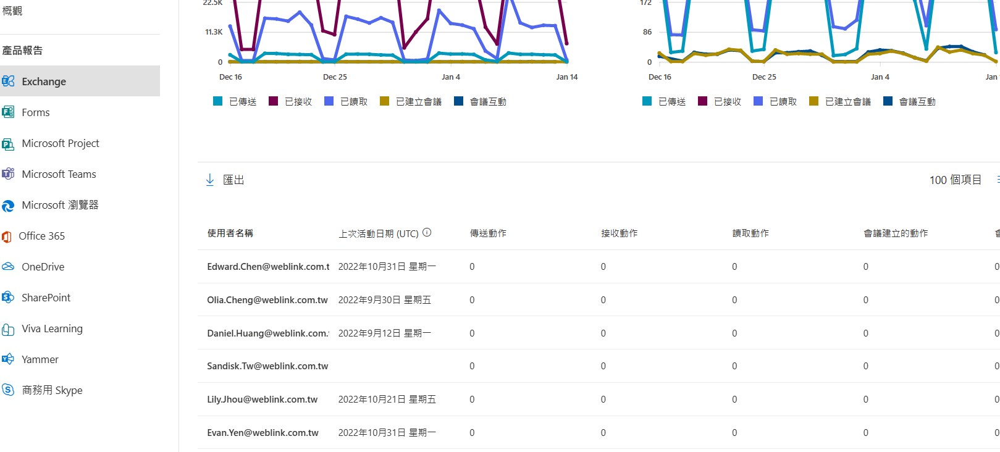 概觀
產品報告
Exchange
Forms
Microsoft Project
Microsoft Teams
Microsoft 瀏覽器
Office 365
OneDrive
SharePoint
Viva Learning
Yammer
商務用 Skype
22.5K
11.3K
0
Dec 16 Dec 25 Jan 4 Jan 14
已傳送 已接收 已讀取 已建立會議 會議互動
172
86
0
Dec 16 Dec 25 Jan 4 Jan
已傳送 已接收 已讀取 已建立會議 會議互動
匯出 100 個項目
使用者名稱 上次活動日期 (UTC) 傳送動作 接收動作 讀取動作 會議建立的動作
Edward.Chen@weblink.com.t 2022年10月31日 星期一 0 0 0 0 0
Olia.Cheng@weblink.com.tw 2022年9月30日 星期五 0 0 0 0 0
Daniel.Huang@weblink.com. 2022年9月12日 星期一 0 0 0 0 0
Sandisk.Tw@weblink.com.tw 0 0 0 0 0
Lily.Jhou@weblink.com.tw 2022年10月21日 星期五 0 0 0 0 0
Evan.Yen@weblink.com.tw 2022年10月31日 星期一 0 0 0 0 0